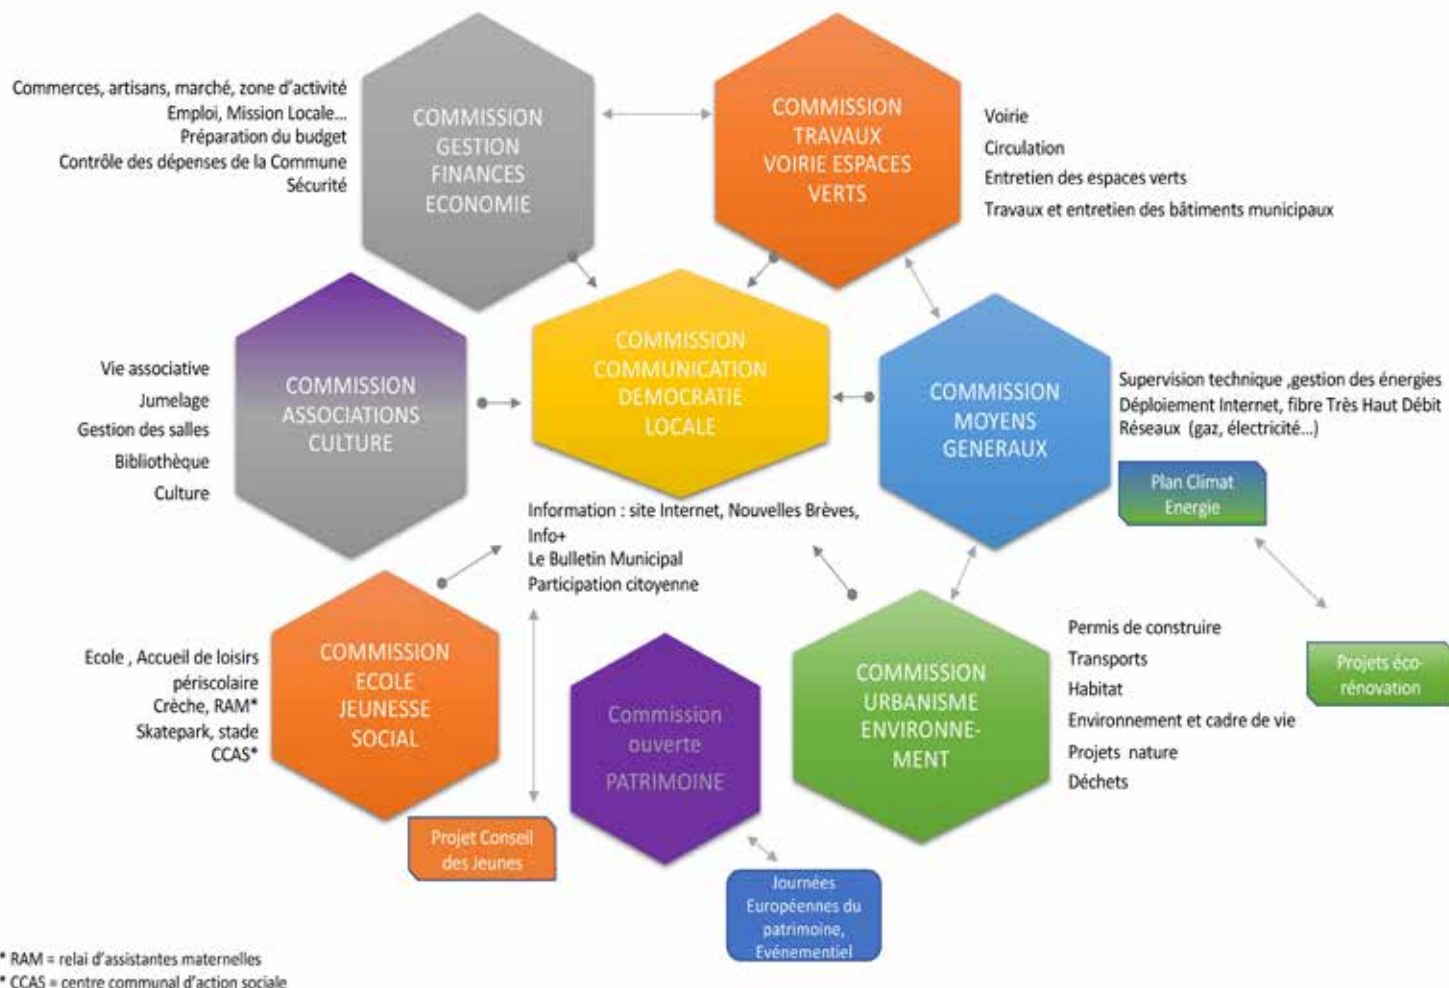 Commerces, artisans, marché, zone d'activité
Emploi, Mission Locale...
Préparation du budget
Contrôle des dépenses de la Commune
Sécurité
COMMISSION
GESTION
FINANCES
ECONOMIE
COMMISSION
TRAVAUX
VOIRIE ESPACES
VERTS
Voirie
Circulation
Entretien des espaces verts
Travaux et entretien des bâtiments municipaux
Vie associative
Jumelage
Gestion des salles
Bibliothèque
Culture
COMMISSION
ASSOCIATIONS
CULTURE
COMMISSION
COMMUNICATION
DEMOCRATIE
LOCALE
COMMISSION
MOYENS
GENERAUX
Supervision technique ,gestion des énergies
Déploiement Internet, fibre Très Haut Débit
Réseaux (gaz, électricité...)
Plan Climat
Energie
Information : site Internet, Nouvelles Brèves,
Info+
Le Bulletin Municipal
Participation citoyenne
Ecole , Accueil de loisirs
périscolaire
Crèche, RAM*
Skatepark, stade
CCAS*
COMMISSION
ECOLE
JEUNESSE
SOCIAL
Commission
ouverte
PATRIMOINE
COMMISSION
URBANISME
ENVIRONNE-
MENT
Permis de construire
Transports
Habitat
Environnement et cadre de vie
Projets nature
Déchets
Projets éco-
rénovation
Projet Conseil
des Jeunes
Journées
Européennes du
patrimoine,
Evénementiel
* RAM = relai d'assistantes maternelles
* CCAS = centre communal d'action sociale